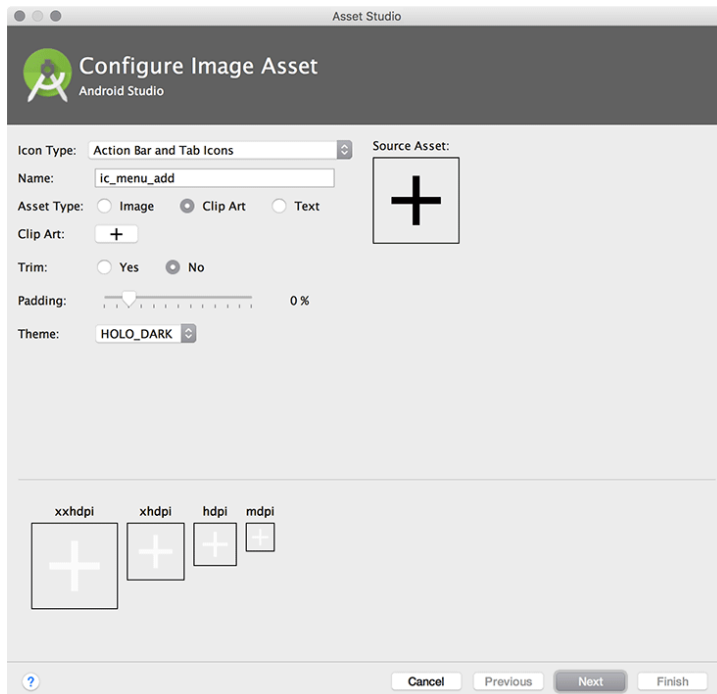 Asset Studio
Configure Image Asset
Android Studio
Icon Type: Action Bar and Tab Icons
Source Asset:
Name: ic_menu_add
Asset Type: Image Clip Art Text
Clip Art:
Trim: Yes No
Padding: 0 %
Theme: HOLO_DARK
xxhdpi xhdpi hdpi mdpi
? Cancel Previous Next Finish